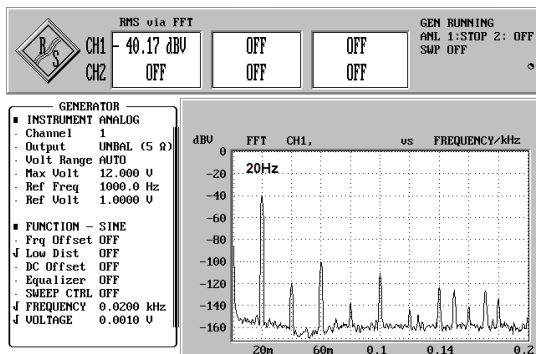 RMS via FFT
R S
CH1 - 40.17 dBV OFF OFF
CH2 OFF OFF OFF
GEN RUNNING
ANL 1:STOP 2: OFF
SWP OFF
GENERATOR
INSTRUMENT ANALOG
Channel 1
Output UNBAL (5 Ω)
Volt Range AUTO
Max Volt 12.000 V
Ref Freq 1000.0 Hz
Ref Volt 1.0000 V
FUNCTION - SINE
Frq Offset OFF
Low Dist OFF
DC Offset OFF
Equalizer OFF
SWEEP CTRL OFF
FREQUENCY 0.0200 kHz
VOLTAGE 0.0010 V
dBV FFT CH1, vs FREQUENCY/kHz
20Hz
0
-20
-40
-60
-80
-100
-120
-140
-160
20m 60m 0.1 0.14 0.2